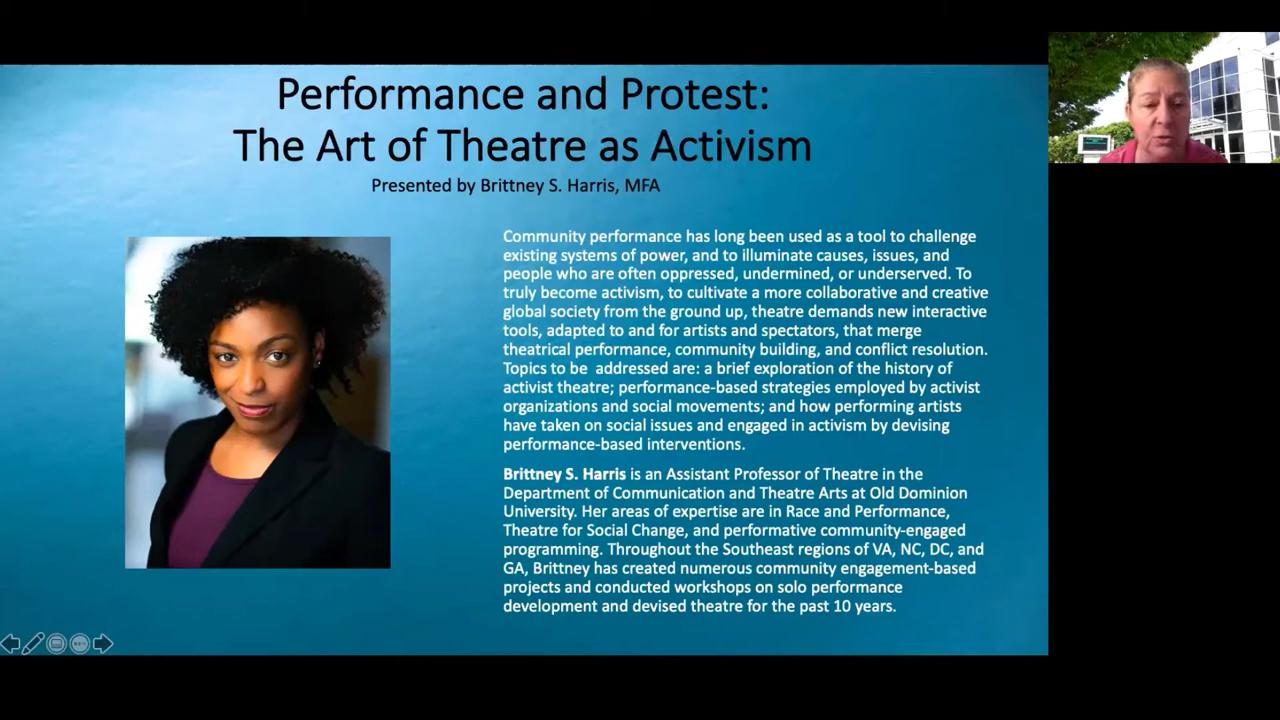 Performance and Protest:
The Art of Theatre as Activism
Presented by Brittney S. Harris, MFA
Community performance has long been used as a tool to challenge
existing systems of power, and to illuminate causes, issues, and
people who are often oppressed, undermined, or underserved. To
truly become activism, to cultivate a more collaborative and creative
global society from the ground up, theatre demands new interactive
tools, adapted to and for artists and spectators, that merge
theatrical performance, community building, and conflict resolution.
Topics to be addressed are: a brief exploration of the history of
activist theatre; performance-based strategies employed by activist
organizations and social movements; and how performing artists
have taken on social issues and engaged in activism by devising
performance-based interventions.
Brittney S. Harris is an Assistant Professor of Theatre in the
Department of Communication and Theatre Arts at Old Dominion
University. Her areas of expertise are in Race and Performance,
Theatre for Social Change, and performative community-engaged
programming. Throughout the Southeast regions of VA, NC, DC, and
GA, Brittney has created numerous community engagement-based
projects and conducted workshops on solo performance
development and devised theatre for the past 10 years.